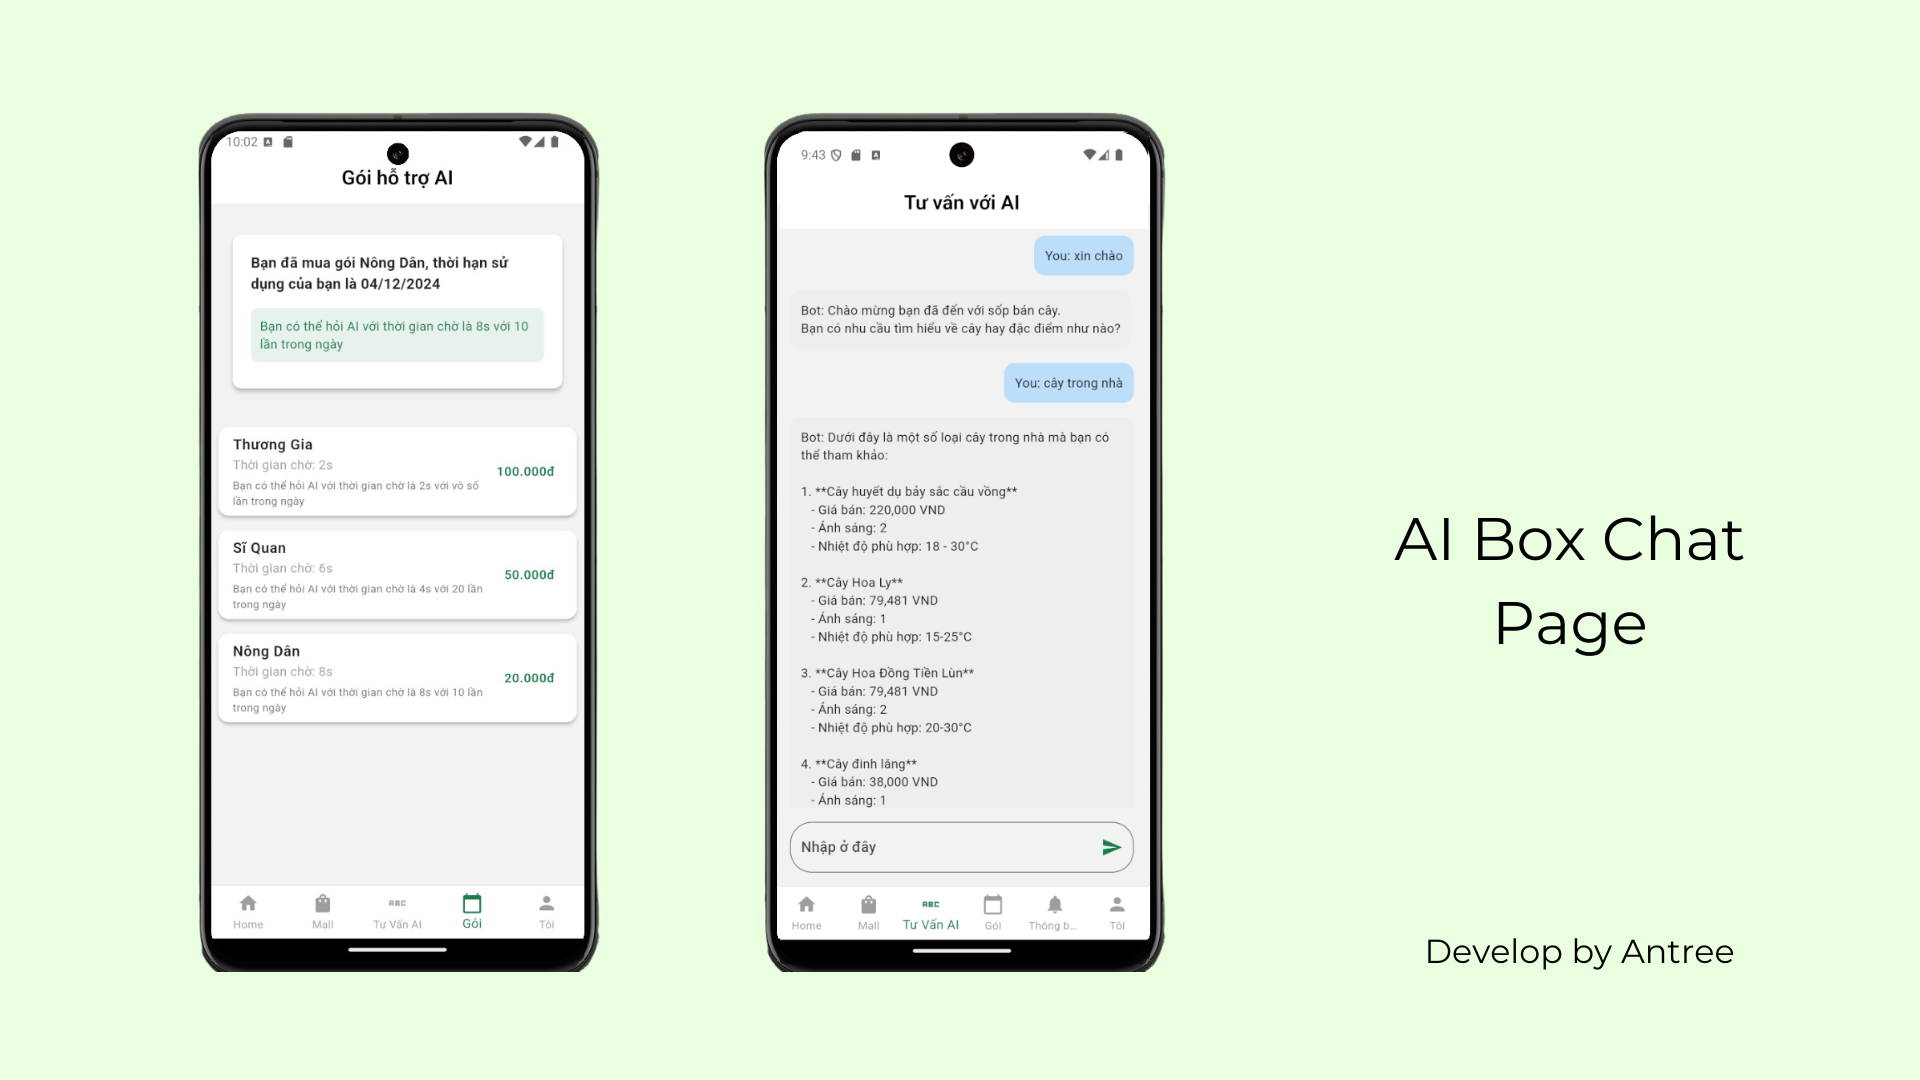 10:02
Gói hỗ trợ AI
Bạn đã mua gói Nông Dân, thời hạn sử
dụng của bạn là 04/12/2024
Bạn có thể hỏi AI với thời gian chờ là 8s với 10
lần trong ngày
Thương Gia
Thời gian chờ: 2s
Bạn có thể hỏi AI với thời gian chờ là 2s với vô số
lần trong ngày
100.000đ
Sĩ Quan
Thời gian chờ: 6s
Bạn có thể hỏi AI với thời gian chờ là 4s với 20 lần
trong ngày
50.000đ
Nông Dân
Thời gian chờ: 8s
Bạn có thể hỏi AI với thời gian chờ là 8s với 10 lần
trong ngày
20.000đ
ABC
Home
Mall
Tư Vấn AI
Gói
Tôi
9:43
Tư vấn với AI
You: xin chào
Bot: Chào mừng bạn đã đến với sốp bán cây.
Bạn có nhu cầu tìm hiểu về cây hay đặc điểm như nào?
You: cây trong nhà
Bot: Dưới đây là một số loại cây trong nhà mà bạn có
thể tham khảo:
1. **Cây huyết dụ bảy sắc cầu vồng**
- Giá bán: 220,000 VND
- Ánh sáng: 2
- Nhiệt độ phù hợp: 18 - 30°C
2. **Cây Hoa Ly**
- Giá bán: 79,481 VND
- Ánh sáng: 1
- Nhiệt độ phù hợp: 15-25°C
3. **Cây Hoa Đồng Tiền Lùn**
- Giá bán: 79,481 VND
- Ánh sáng: 2
- Nhiệt độ phù hợp: 20-30°C
4. **Cây đinh lăng**
- Giá bán: 38,000 VND
- Ánh sáng: 1
Nhập ở đây
ABC
Home
Mall
Tư Vấn AI
Gói
Thông b...
Tôi
AI Box Chat
Page
Develop by Antree